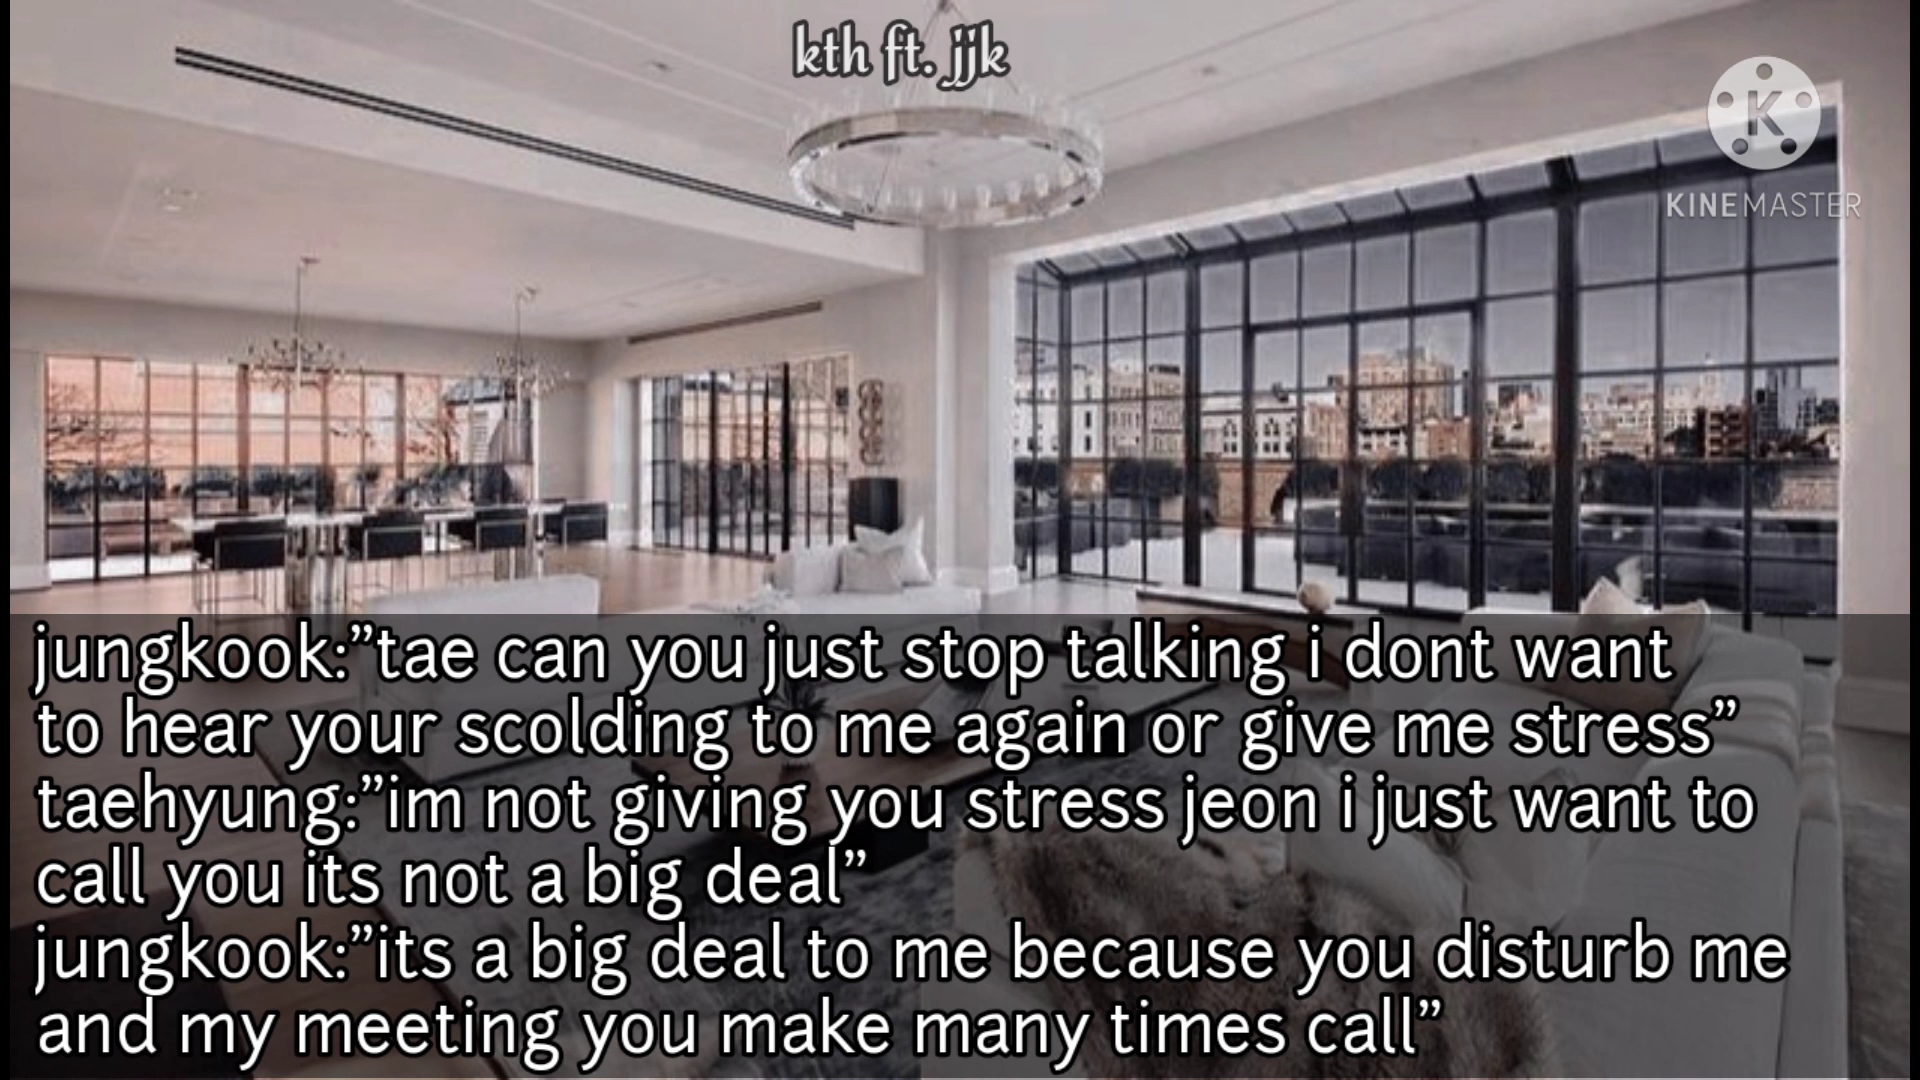 kth ft. jjk
K
KINEMASTER
jungkook:”tae can you just stop talking i dont want
to hear your scolding to me again or give me stress”
taehyung:”im not giving you stress jeon i just want to
call you its not a big deal”
jungkook:”its a big deal to me because you disturb me
and my meeting you make many times call”